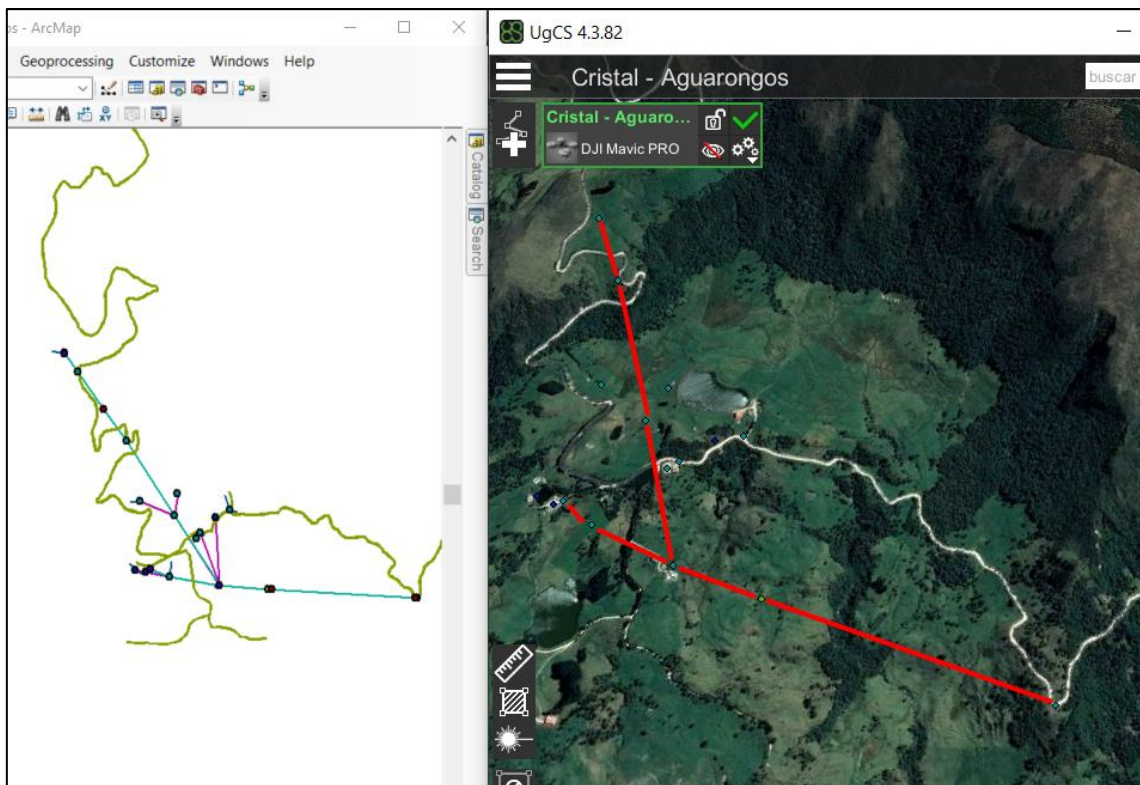 os - ArcMap
Geoprocessing Customize Windows Help
Catalog
Search
UgCS 4.3.82
Cristal - Aguarongos
buscar
Cristal - Aguaro...
DJI Mavic PRO